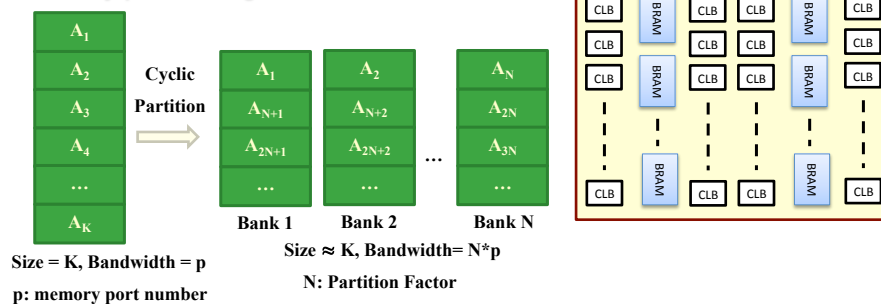 A1
A2
A3
A4
...
AK
Size = K, Bandwidth = p
p: memory port number
Cyclic
Partition
A1
AN+1
A2N+1
...
Bank 1
A2
AN+2
A2N+2
...
Bank 2
...
AN
A2N
A3N
...
Bank N
Size ≈ K, Bandwidth= N*p
N: Partition Factor
CLB
BRAM
CLB
CLB
BRAM
CLB
CLB
CLB
CLB
CLB
CLB
BRAM
CLB
CLB
BRAM
CLB
CLB
BRAM
CLB
CLB
BRAM
CLB